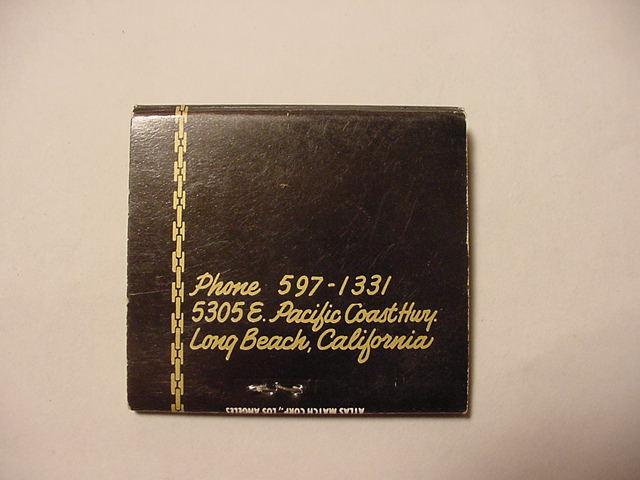 Phone 597-1331
5305 E. Pacific Coast Hwy.
Long Beach, California
ATLAS MATCH CORP., LOS ANGELES